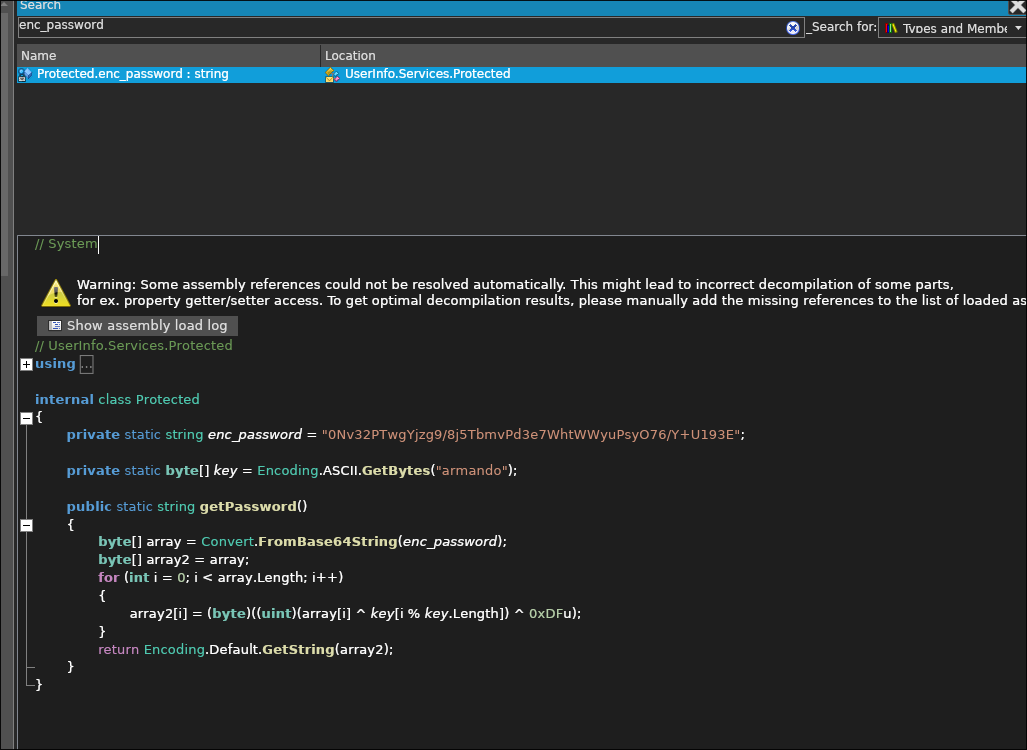 Search
enc_password
_Search for: Types and Membe
Name Location
Protected.enc_password : string UserInfo.Services.Protected
// System
Warning: Some assembly references could not be resolved automatically. This might lead to incorrect decompilation of some parts,
for ex. property getter/setter access. To get optimal decompilation results, please manually add the missing references to the list of loaded as
Show assembly load log
// UserInfo.Services.Protected
using ...
internal class Protected
{
private static string enc_password = "0Nv32PTwgYjzg9/8j5TbmvPd3e7WhtWWyuPsyO76/Y+U193E";
private static byte[] key = Encoding.ASCII.GetBytes("armando");
public static string getPassword()
{
byte[] array = Convert.FromBase64String(enc_password);
byte[] array2 = array;
for (int i = 0; i < array.Length; i++)
{
array2[i] = (byte)((uint)(array[i] ^ key[i % key.Length]) ^ 0xDFu);
}
return Encoding.Default.GetString(array2);
}
}